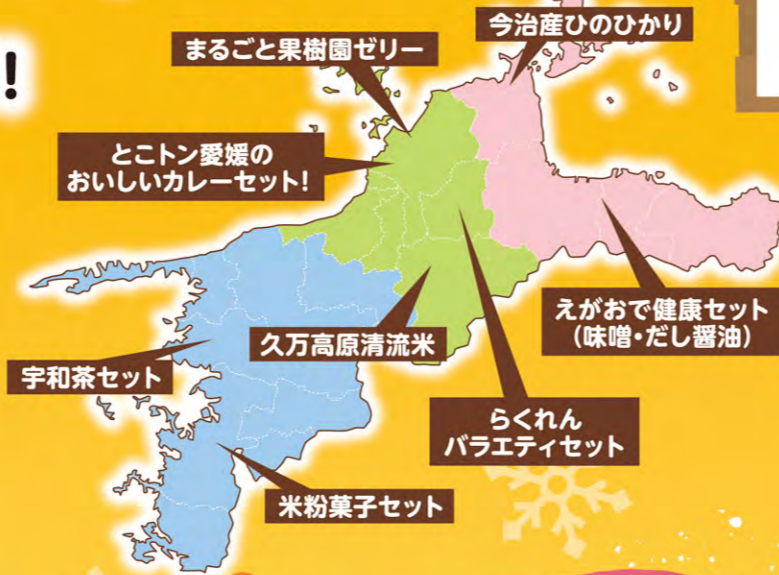 !
今治産ひのひかり
まるごと果樹園ゼリー
とこトン愛媛の
おいしいカレーセット!
えがおで健康セット
(味噌・だし醤油)
久万高原清流米
宇和茶セット
らくれん
バラエティセット
米粉菓子セット